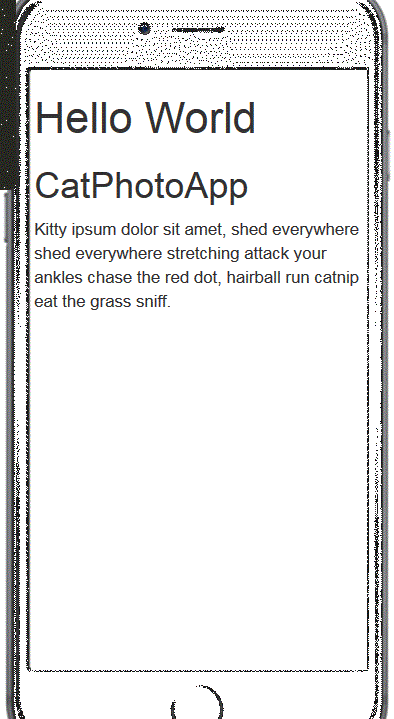 Hello World
CatPhotoApp
Kitty ipsum dolor sit amet, shed everywhere
shed everywhere stretching attack your
ankles chase the red dot, hairball run catnip
eat the grass sniff.